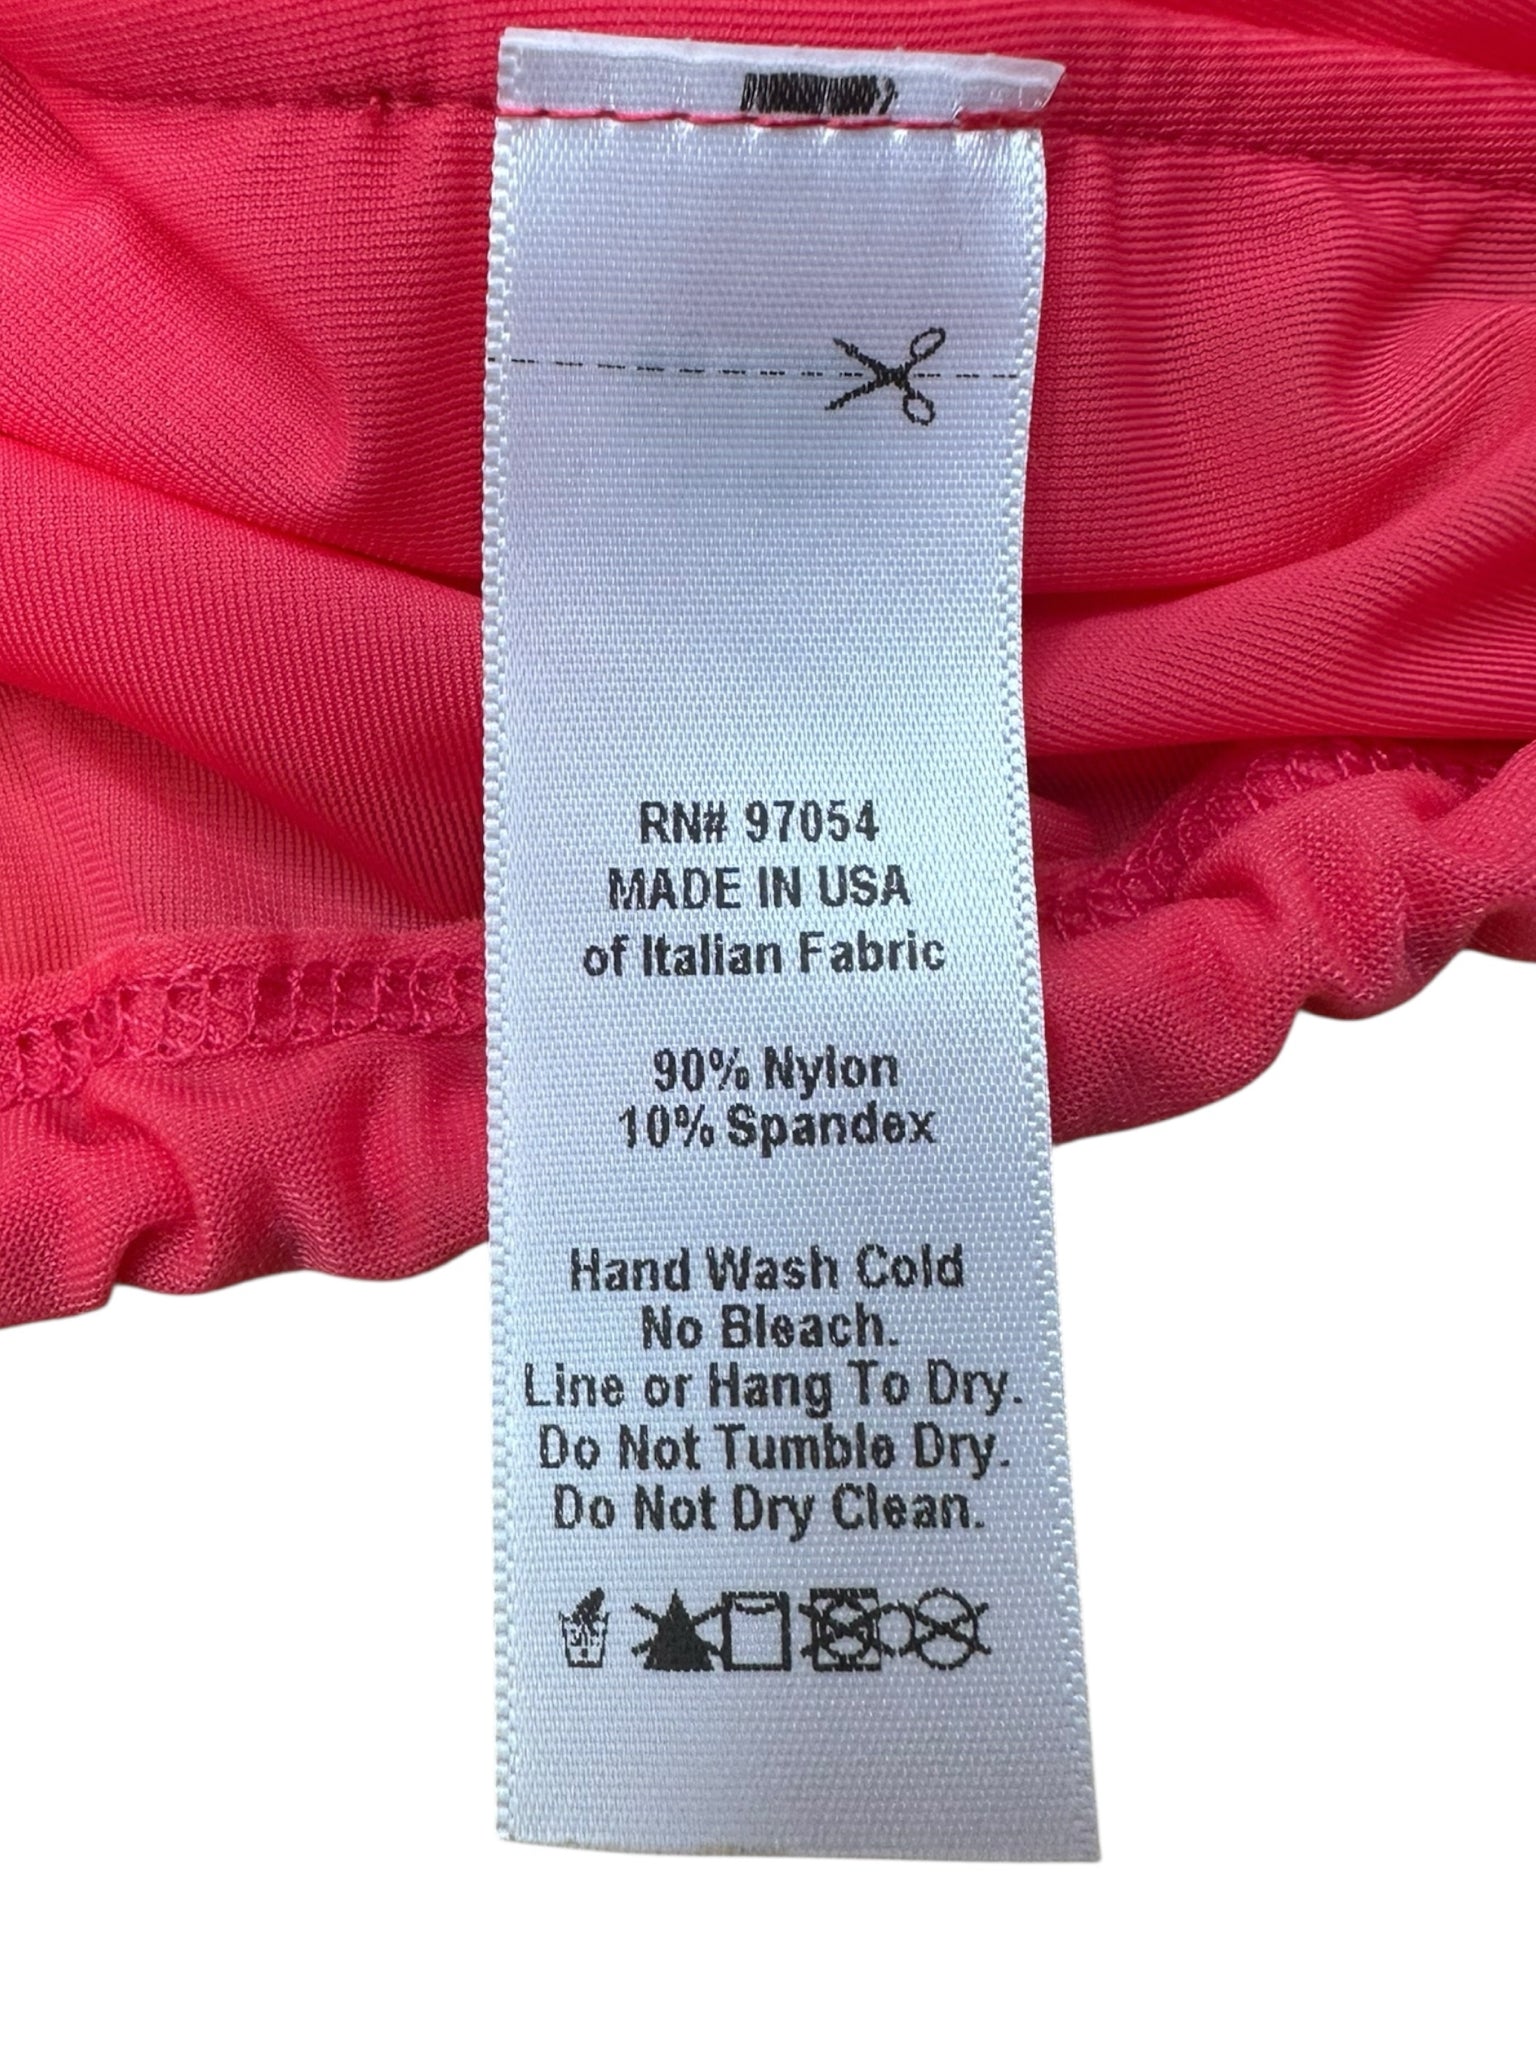 RN# 97054
MADE IN USA
of Italian Fabric
90% Nylon
10% Spandex
Hand Wash Cold
No Bleach.
Line or Hang To Dry.
Do Not Tumble Dry.
Do Not Dry Clean.